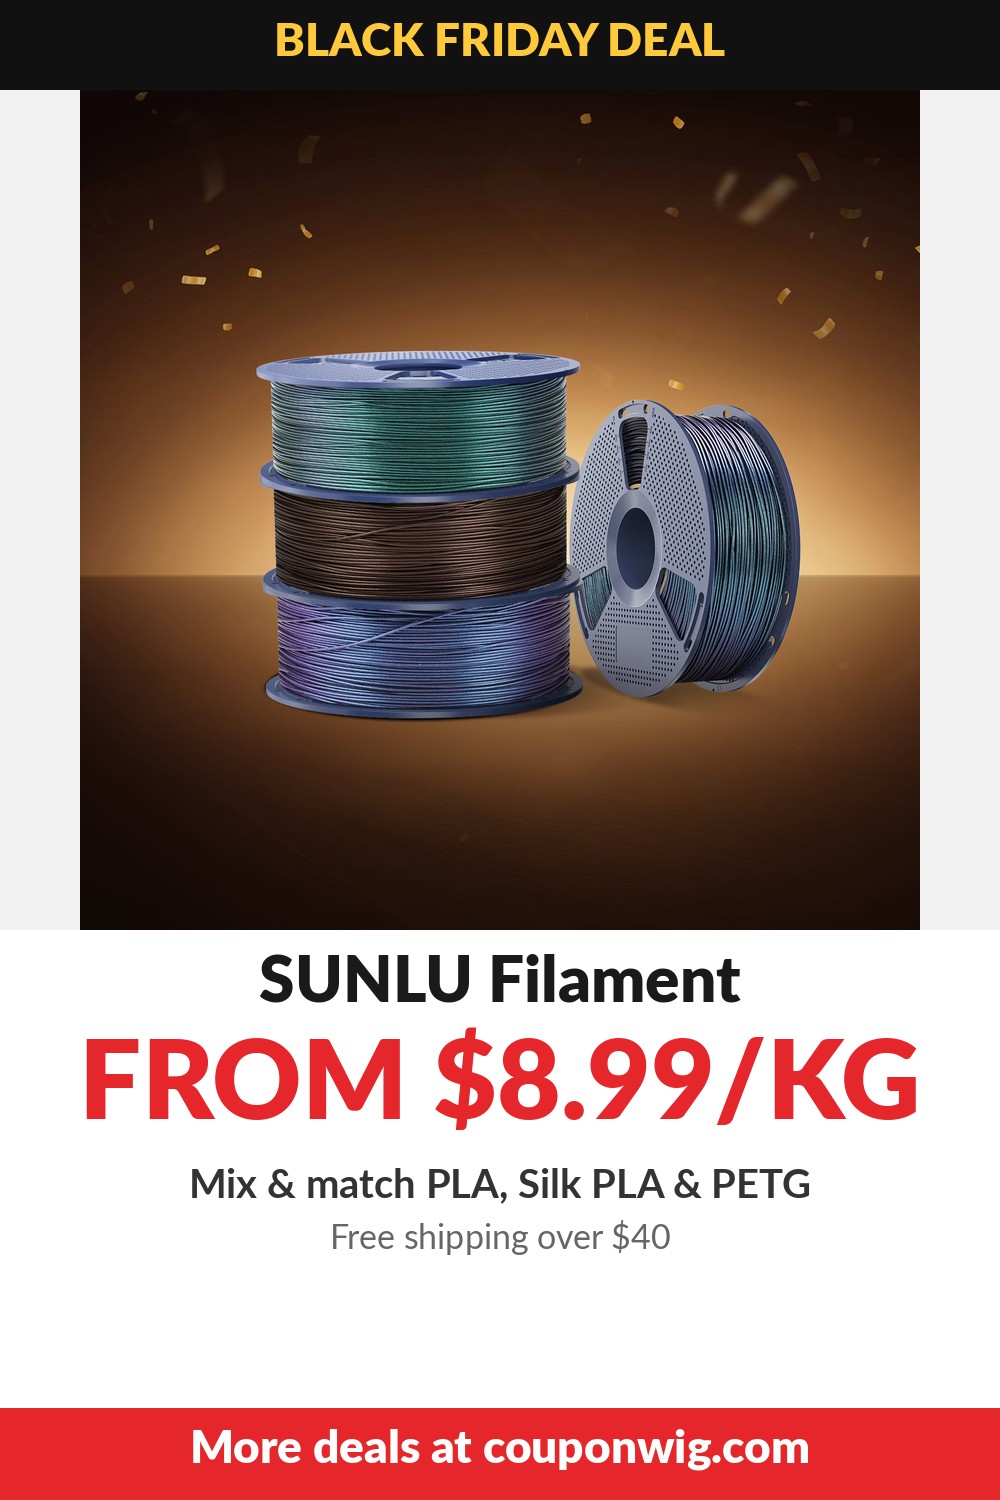 BLACK FRIDAY DEAL
SUNLU Filament
FROM $8.99/KG
Mix & match PLA, Silk PLA & PETG
Free shipping over $40
More deals at couponwig.com